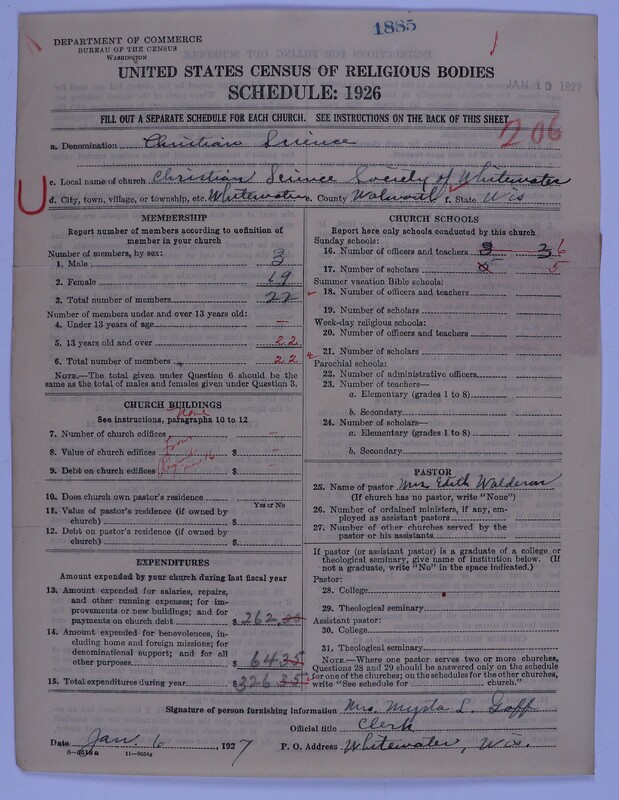 1885
DEPARTMENT OF COMMERCE
BUREAU OF THE CENSUS
WASHINGTON
UNITED STATES CENSUS OF RELIGIOUS BODIES
SCHEDULE: 1926
JAN 10 1927
FILL OUT A SEPARATE SCHEDULE FOR EACH CHURCH. SEE INSTRUCTIONS ON THE BACK OF THIS SHEET
206
a. Denomination Christian Science
c. Local name of church Christian Science Society of Whitewater
d. City, town, village, or township, etc. Whitewater e. County Walworth f. State Wis
MEMBERSHIP
Report number of members according to definition of
member in your church
Number of members, by sex:
1. Male 3
2. Female 19
3. Total number of members 22
Number of members under and over 13 years old:
4. Under 13 years of age –
5. 13 years old and over 22
6. Total number of members 22
NOTE.—The total given under Question 6 should be the
same as the total of males and females given under Question 3.
CHURCH BUILDINGS
None
See instructions, paragraphs 10 to 12
7. Number of church edifices –
8. Value of church edifices $ –
9. Debt on church edifices $ –
10. Does church own pastor's residence
Yes or No
11. Value of pastor's residence (if owned by
church) $
12. Debt on pastor's residence (if owned by
church) $
EXPENDITURES
Amount expended by your church during last fiscal year
13. Amount expended for salaries, repairs,
and other running expenses; for im-
provements or new buildings; and for
payments on church debt $ 262
14. Amount expended for benevolences, in-
cluding home and foreign missions; for
denominational support; and for all
other purposes $ 64 35
15. Total expenditures during year $ 326 35
CHURCH SCHOOLS
Report here only schools conducted by this church
Sunday schools:
16. Number of officers and teachers 3 6
17. Number of scholars 5
Summer vacation Bible schools:
18. Number of officers and teachers
19. Number of scholars
Week-day religious schools:
20. Number of officers and teachers
21. Number of scholars
Parochial schools:
22. Number of administrative officers
23. Number of teachers—
a. Elementary (grades 1 to 8)
b. Secondary
24. Number of scholars—
a. Elementary (grades 1 to 8)
b. Secondary
PASTOR
25. Name of pastor Mrs Edith Walderon
(If church has no pastor, write "None")
26. Number of ordained ministers, if any, em-
ployed as assistant pastors
27. Number of other churches served by the
pastor or his assistants
If pastor (or assistant pastor) is a graduate of a college or
theological seminary, give name of institution below. (If
not a graduate, write "No" in the space indicated.)
Pastor:
28. College
29. Theological seminary
Assistant pastor:
30. College
31. Theological seminary
NOTE.—Where one pastor serves two or more churches,
Questions 28 and 29 should be answered only on the schedule
for one of the churches; on the schedules for the other churches,
write "See schedule for church."
Signature of person furnishing information Mrs. L. Goff
Official title Clerk
Date Jan 6, 1927 P. O. Address Whitewater, Wis.